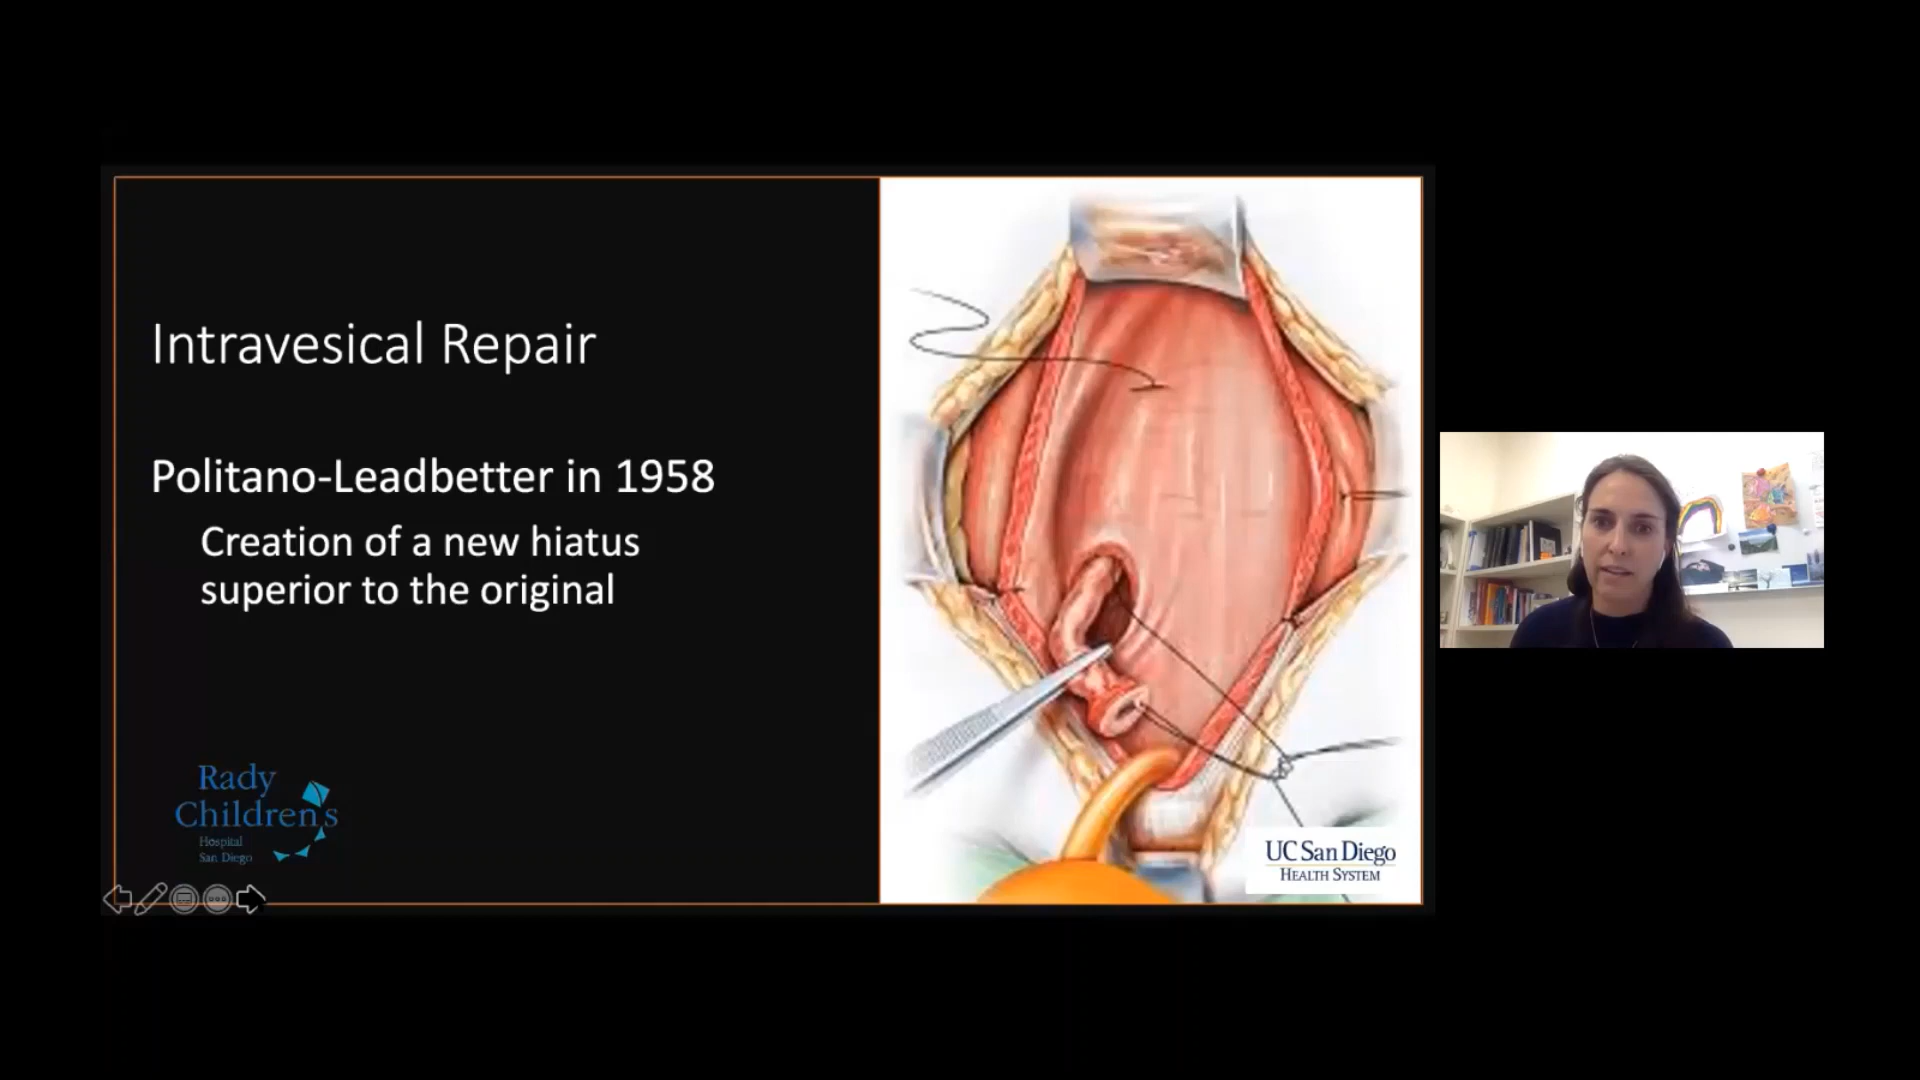 Intravesical Repair
Politano-Leadbetter in 1958
Creation of a new hiatus
superior to the original
Rady
Children's
Hospital
San Diego
UC San Diego
HEALTH SYSTEM